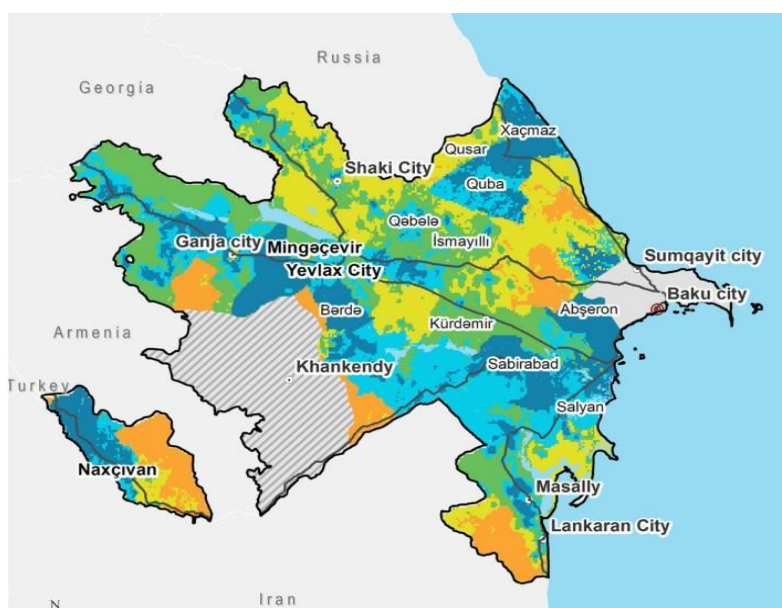 Russia
Georgia
Xaçmaz
Qusar
Shaki City
Quba
Qəbələ
İsmayıllı
Ganja city
Mingəçevir
Sumqayit city
Yevlax City
Baku city
Bərdə
Abşeron
Kürdəmir
Armenia
Khankendy
Sabirabad
Turkey
Salyan
Naxçıvan
Masally
Lankaran City
Iran
N